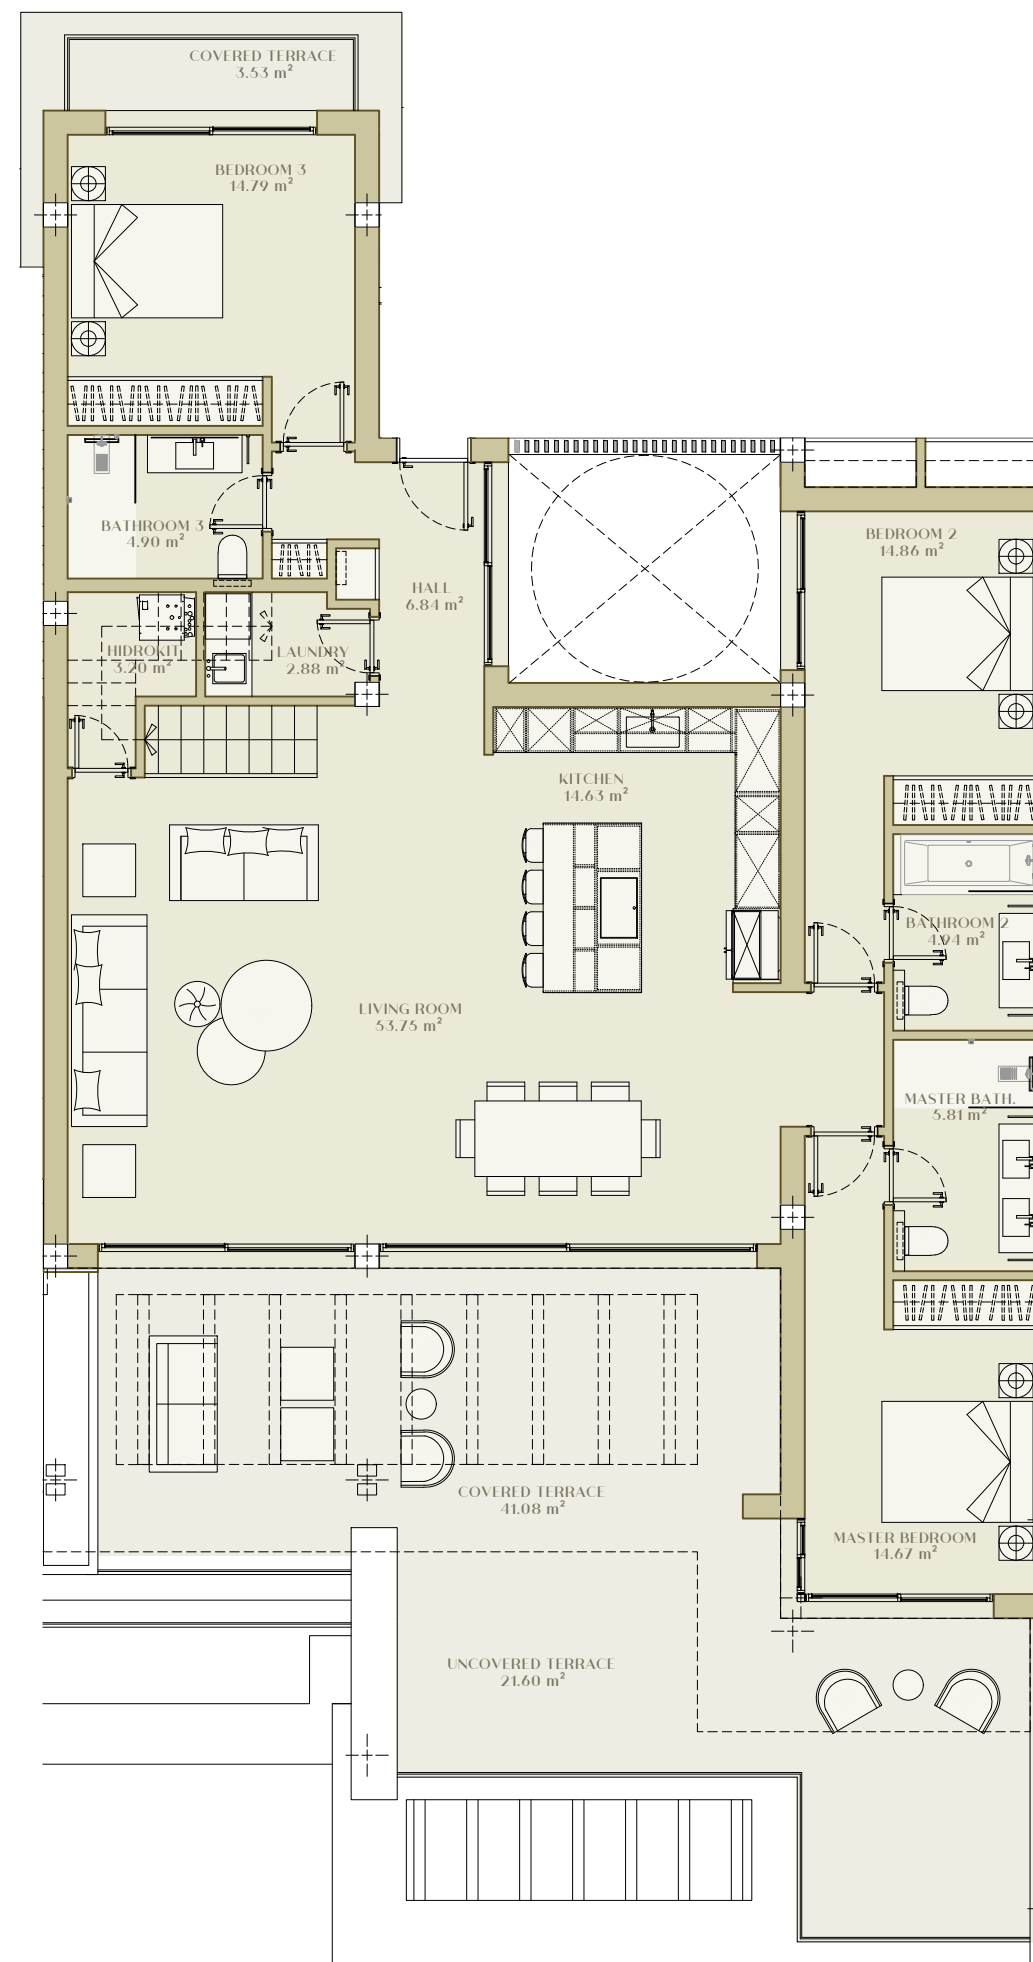 COVERED TERRACE
3.53 m²
BEDROOM 3
14.79 m²
BATHROOM 3
4.90 m²
HALL
6.84 m²
BEDROOM 2
14.86 m²
HIDROKIT
3.20 m²
LAUNDRY
2.88 m²
KITCHEN
14.63 m²
BATHROOM 2
4.94 m²
LIVING ROOM
53.75 m²
MASTER BATH.
5.81 m²
COVERED TERRACE
41.08 m²
MASTER BEDROOM
14.67 m²
UNCOVERED TERRACE
21.60 m²